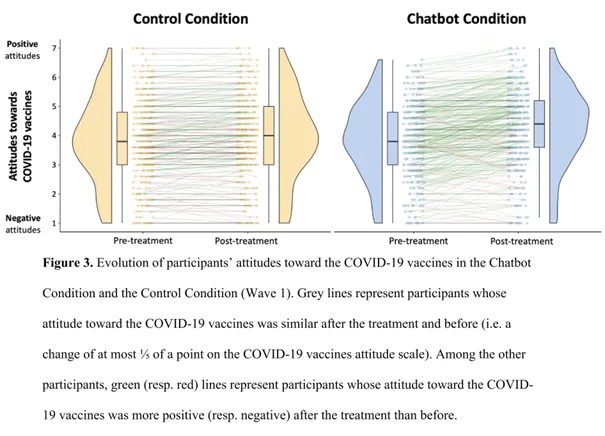 Control Condition
Chatbot Condition
Positive
attitudes
Attitudes towards
COVID-19 vaccines
7
6
5
4
3
2
1
Negative
attitudes
Pre-treatment
Post-treatment
Pre-treatment
Post-treatment
Figure 3. Evolution of participants’ attitudes toward the COVID-19 vaccines in the Chatbot
Condition and the Control Condition (Wave 1). Grey lines represent participants whose
attitude toward the COVID-19 vaccines was similar after the treatment and before (i.e. a
change of at most ⅓ of a point on the COVID-19 vaccines attitude scale). Among the other
participants, green (resp. red) lines represent participants whose attitude toward the COVID-
19 vaccines was more positive (resp. negative) after the treatment than before.